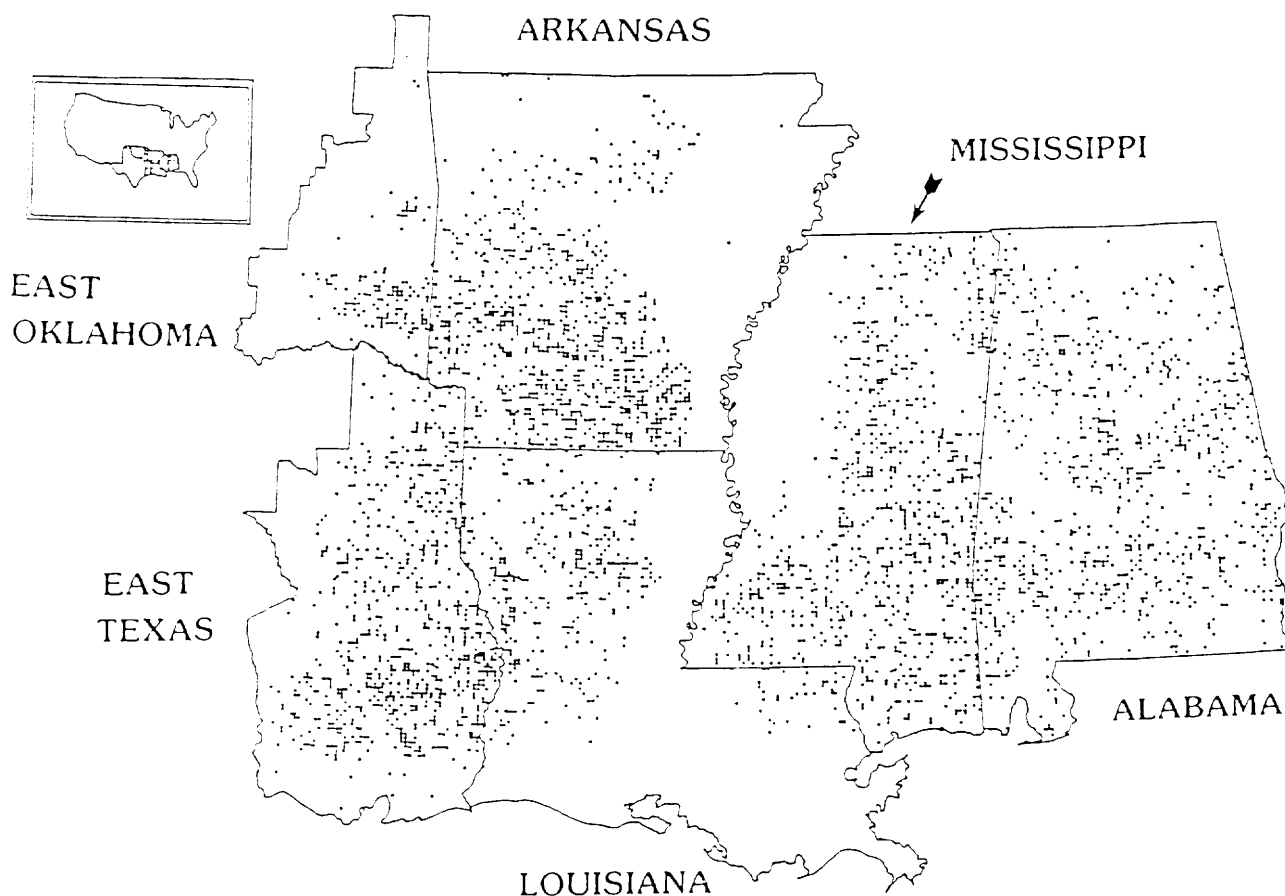 ARKANSAS
MISSISSIPPI
EAST
OKLAHOMA
EAST
TEXAS
ALABAMA
LOUISIANA